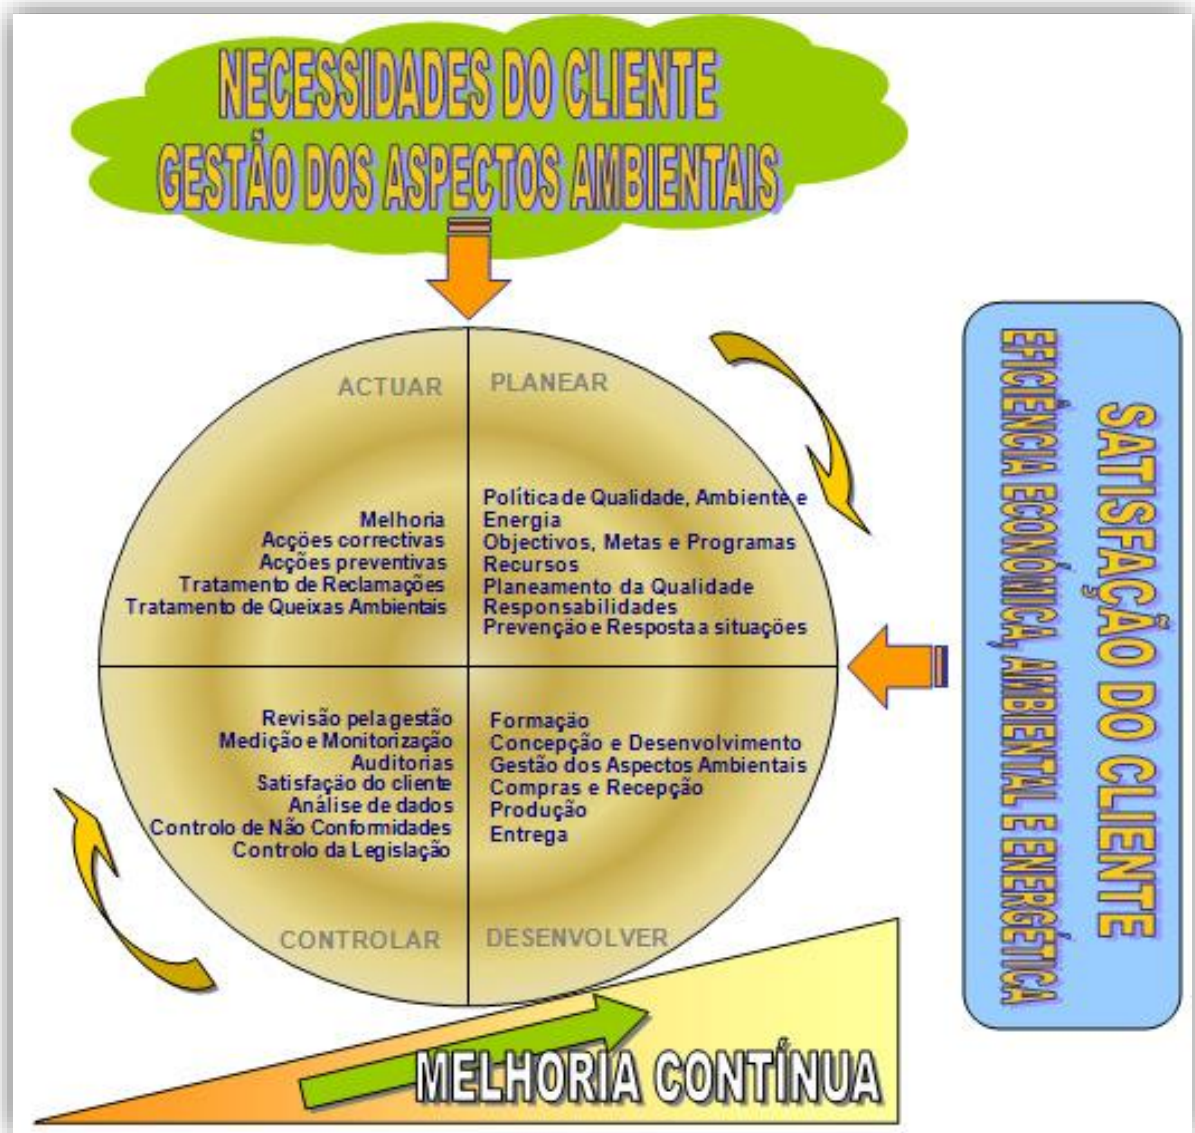 NECESSIDADES DO CLIENTE
GESTÃO DOS ASPECTOS AMBIENTAIS
ACTUAR
Melhoria
Acções correctivas
Acções preventivas
Tratamento de Reclamações
Tratamento de Queixas Ambientais
PLANEAR
Política de Qualidade, Ambiente e
Energia
Objectivos, Metas e Programas
Recursos
Planeamento da Qualidade
Responsabilidades
Prevenção e Resposta a situações
Revisão pela gestão
Medição e Monitorização
Auditorias
Satisfação do cliente
Análise de dados
Controlo de Não Conformidades
Controlo da Legislação
CONTROLAR
Formação
Concepção e Desenvolvimento
Gestão dos Aspectos Ambientais
Compras e Recepção
Produção
Entrega
DESENVOLVER
SATISFAÇÃO DO CLIENTE
EFICIÊNCIA ECONÓMICA, AMBIENTAL E ENERGÉTICA
MELHORIA CONTÍNUA